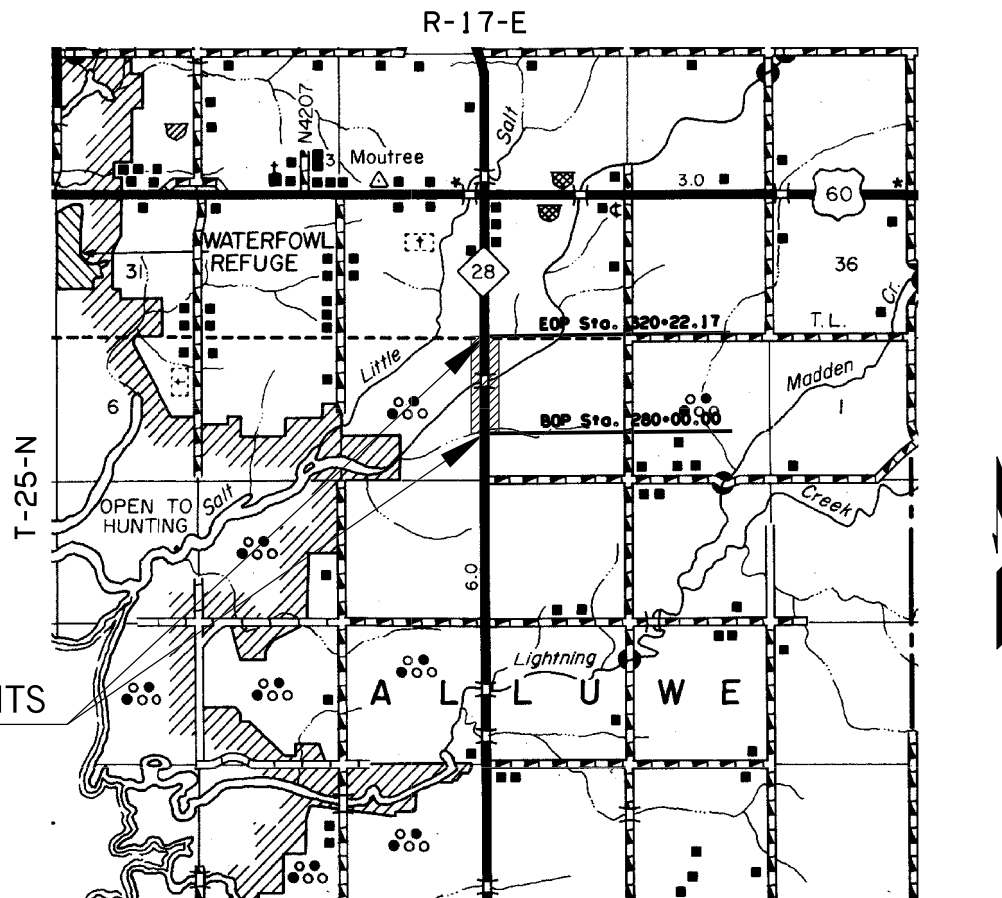 R-17-E
N4207
Salt
3
Moutree
3.0
60
WATERFOWL
REFUGE
31
28
36
Cr.
EOP Sta. 320+22.17
T.L.
Little
Madden
6
1
BOP Sta. 280+00.00
T-25-N
OPEN TO
HUNTING
Salt
Creek
6.0
Lightning
ITS
A L L U W E